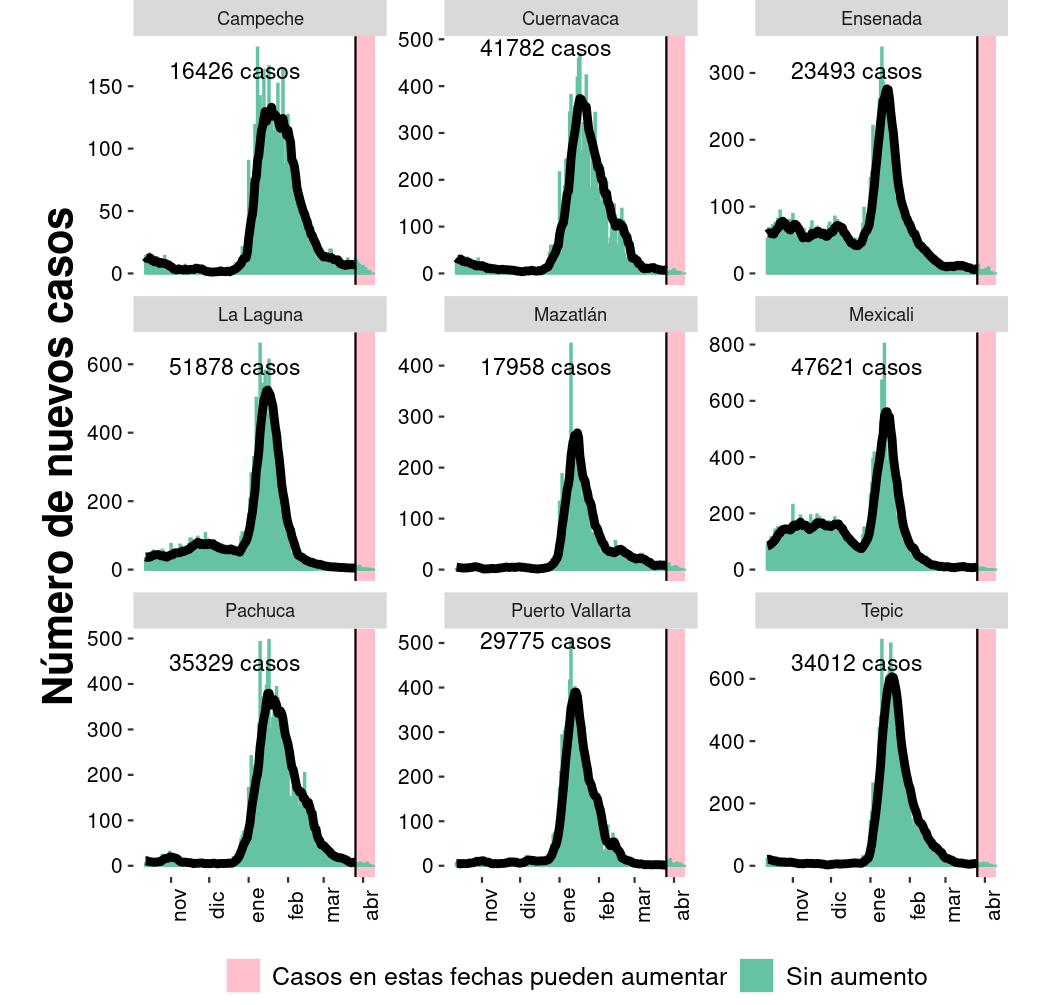 Campeche
Cuernavaca
Ensenada
16426 casos
41782 casos
23493 casos
150
100
50
0
500
400
300
200
100
0
300
200
100
0
La Laguna
Mazatlán
Mexicali
51878 casos
17958 casos
47621 casos
600
400
200
0
400
300
200
100
0
800
600
400
200
0
Pachuca
Puerto Vallarta
Tepic
35329 casos
29775 casos
34012 casos
500
400
300
200
100
0
500
400
300
200
100
0
600
400
200
0
nov
dic
ene
feb
mar
abr
nov
dic
ene
feb
mar
abr
nov
dic
ene
feb
mar
abr
Número de nuevos casos
Casos en estas fechas pueden aumentar
Sin aumento